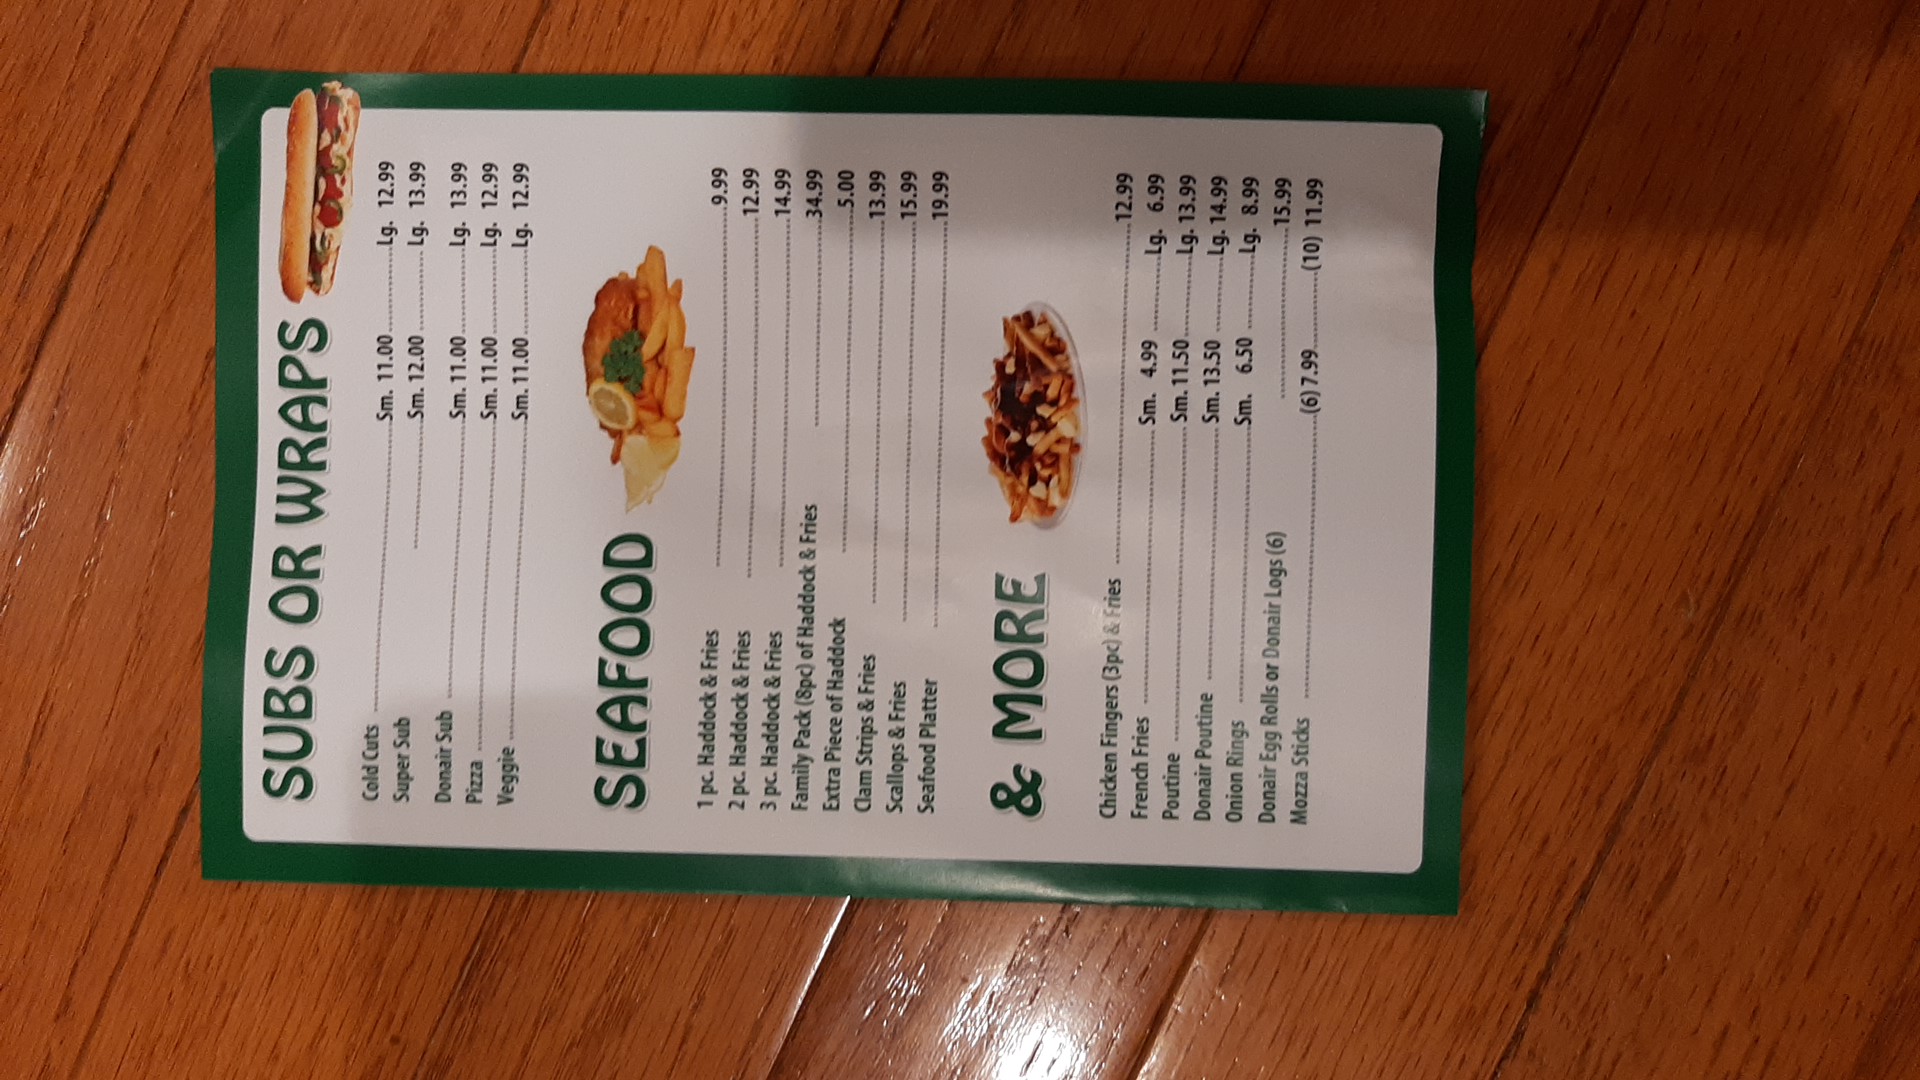 SUBS OR WRAPS
Cold Cuts Sm. 11.00 Lg. 12.99
Super Sub Sm. 12.00 Lg. 13.99
Donair Sub Sm. 11.00 Lg. 13.99
Pizza Sm. 11.00 Lg. 12.99
Veggie Sm. 11.00 Lg. 12.99
SEAFOOD
1 pc. Haddock & Fries 9.99
2 pc. Haddock & Fries 12.99
3 pc. Haddock & Fries 14.99
Family Pack (8pc) of Haddock & Fries 34.99
Extra Piece of Haddock 5.00
Clam Strips & Fries 13.99
Scallops & Fries 15.99
Seafood Platter 19.99
& MORE
Chicken Fingers (3pc) & Fries 12.99
French Fries Sm. 4.99 Lg. 6.99
Poutine Sm. 11.50 Lg. 13.99
Donair Poutine Sm. 13.50 Lg. 14.99
Onion Rings Sm. 6.50 Lg. 8.99
Donair Egg Rolls or Donair Logs (6) 15.99
Mozza Sticks (6) 7.99 (10) 11.99